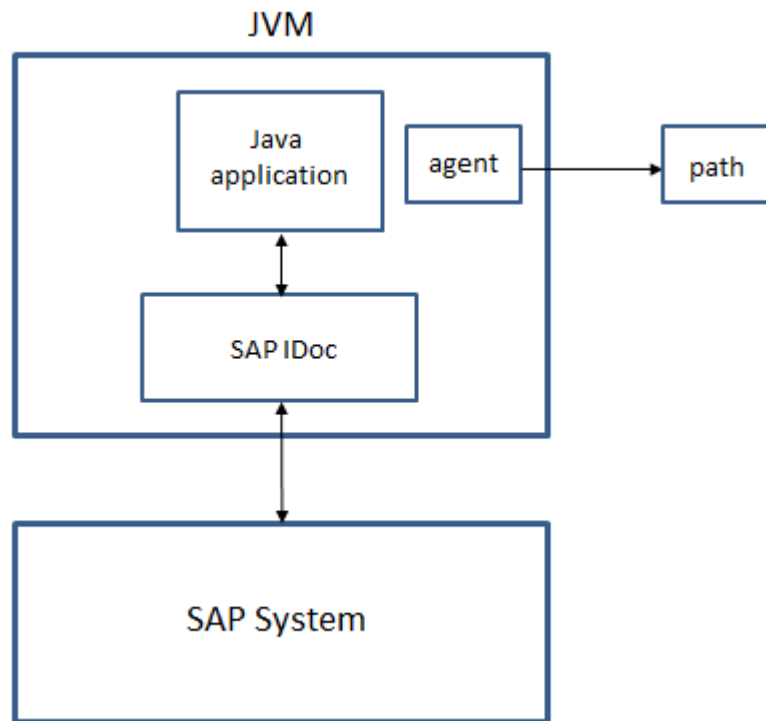 JVM
Java
application
agent
path
SAP IDoc
SAP System